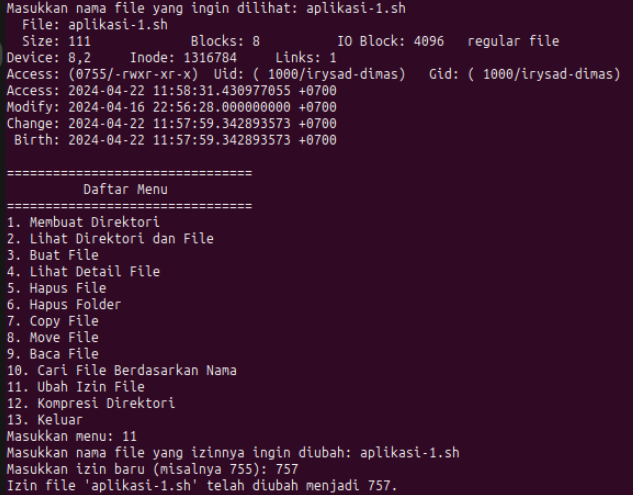 Masukkan nama file yang ingin dilihat: aplikasi-1.sh
  File: aplikasi-1.sh
  Size: 111             Blocks: 8          IO Block: 4096   regular file
Device: 8,2     Inode: 1316784     Links: 1
Access: (0755/-rwxr-xr-x)  Uid: ( 1000/irysad-dimas)   Gid: ( 1000/irysad-dimas)
Access: 2024-04-22 11:58:31.430977055 +0700
Modify: 2024-04-16 22:56:28.000000000 +0700
Change: 2024-04-22 11:57:59.342893573 +0700
 Birth: 2024-04-22 11:57:59.342893573 +0700

================================
          Daftar Menu
================================
1. Membuat Direktori
2. Lihat Direktori dan File
3. Buat File
4. Lihat Detail File
5. Hapus File
6. Hapus Folder
7. Copy File
8. Move File
9. Baca File
10. Cari File Berdasarkan Nama
11. Ubah Izin File
12. Kompresi Direktori
13. Keluar
Masukkan menu: 11
Masukkan nama file yang izinnya ingin diubah: aplikasi-1.sh
Masukkan izin baru (misalnya 755): 757
Izin file 'aplikasi-1.sh' telah diubah menjadi 757.